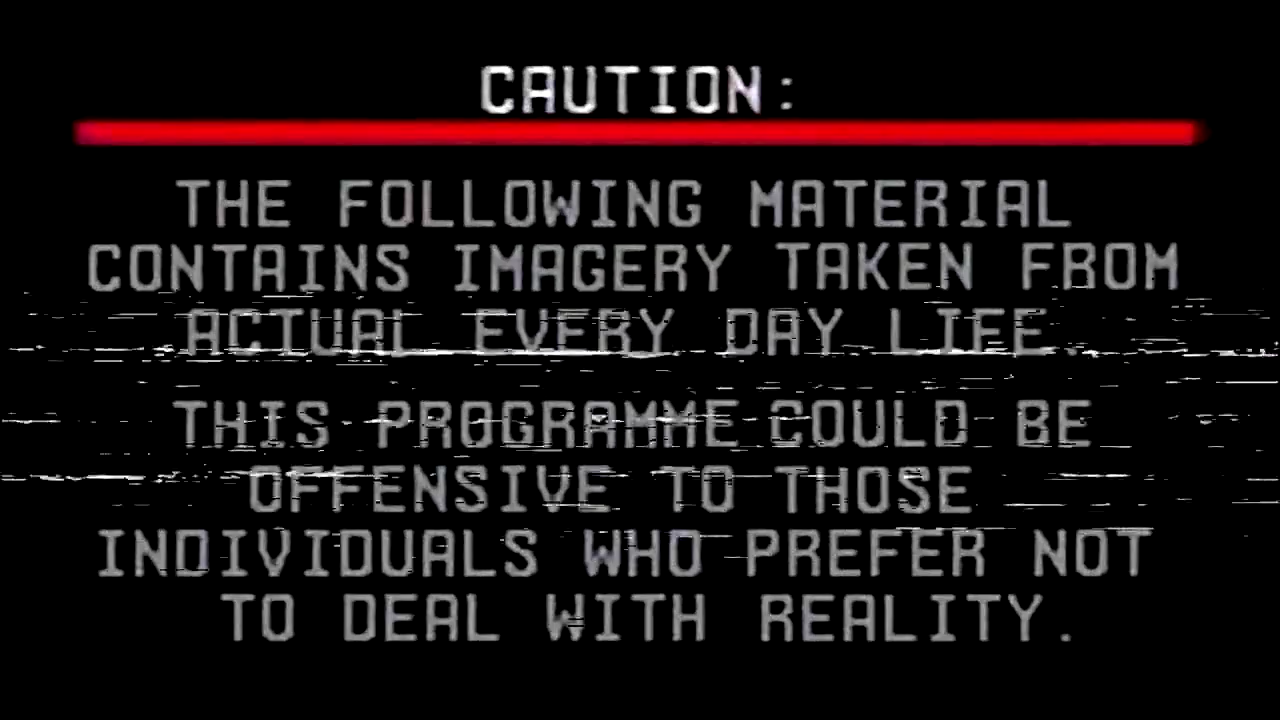 CAUTION:
THE FOLLOWING MATERIAL
CONTAINS IMAGERY TAKEN FROM
ACTUAL EVERY DAY LIFE.
THIS PROGRAMME COULD BE
OFFENSIVE TO THOSE
INDIVIDUALS WHO PREFER NOT
TO DEAL WITH REALITY.